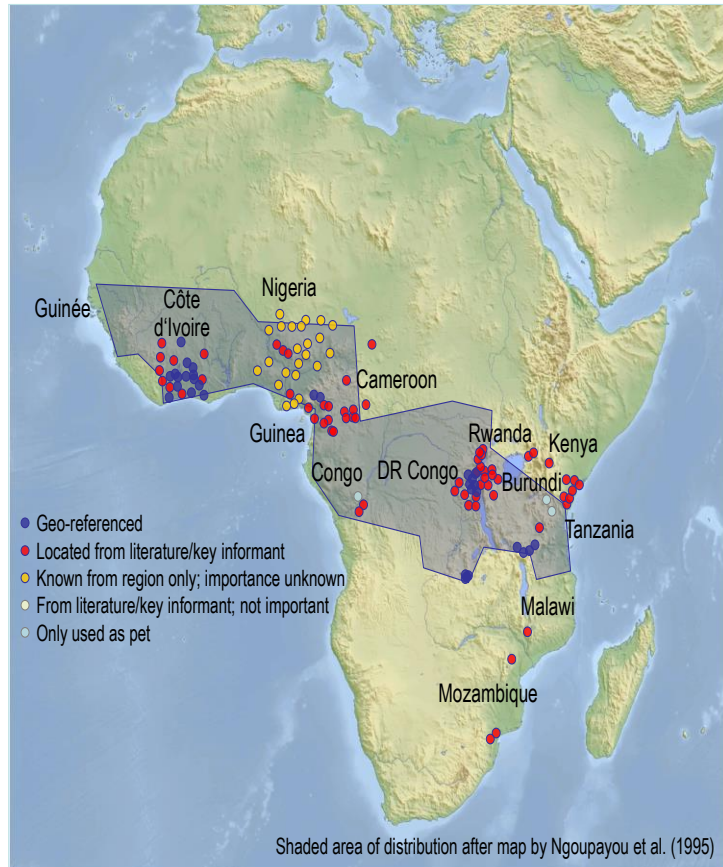 Nigeria
Côte
d'Ivoire
Guinée
Cameroon
Guinea
Rwanda
Kenya
Congo
DR Congo
Burundi
Tanzania
Geo-referenced
Located from literature/key informant
Known from region only; importance unknown
From literature/key informant; not important
Only used as pet
Malawi
Mozambique
Shaded area of distribution after map by Ngoupayou et al. (1995)